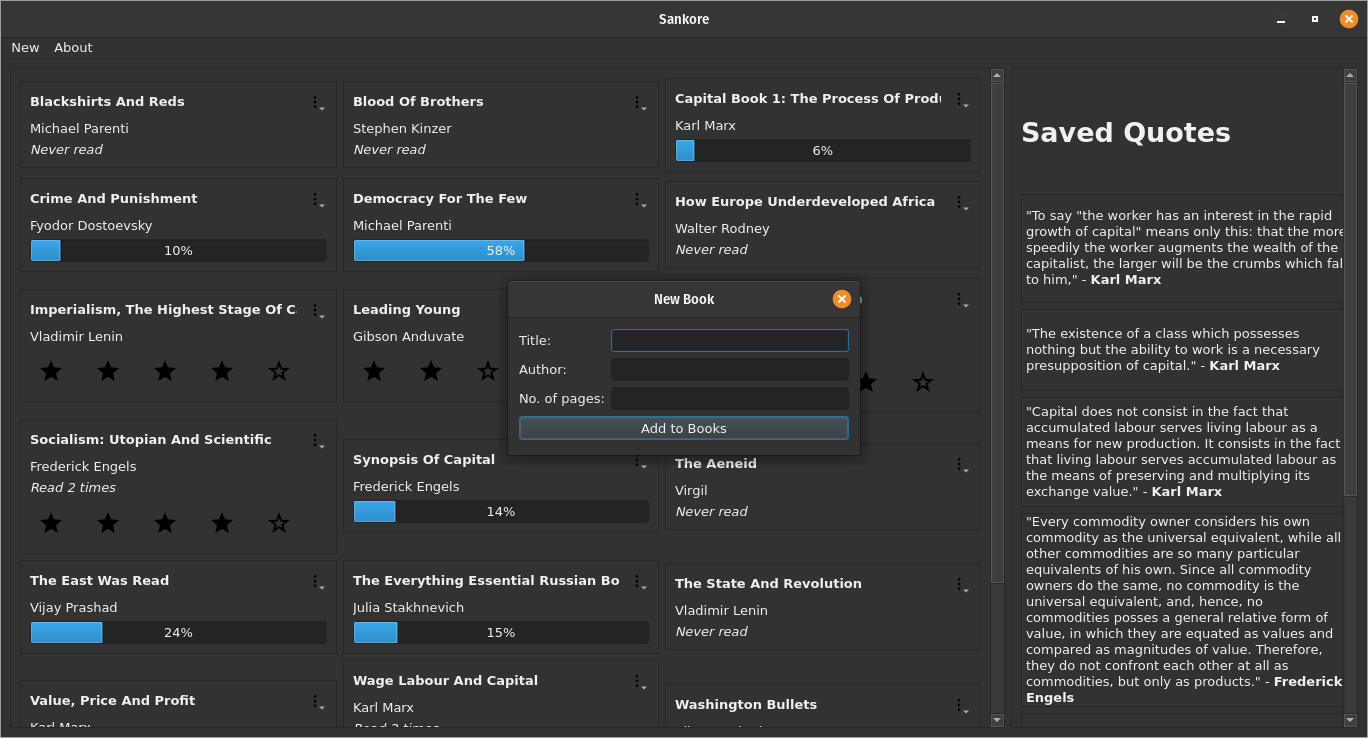 Sankore
New About
Blackshirts And Reds
Michael Parenti
Never read
Blood Of Brothers
Stephen Kinzer
Never read
Capital Book 1: The Process Of
Karl Marx
6%
Crime And Punishment
Fyodor Dostoevsky
10%
Democracy For The Few
Michael Parenti
58%
How Europe Underdeveloped Africa
Walter Rodney
Never read
Imperialism, The Highest Stage Of
Vladimir Lenin
Leading Young
Gibson Anduvate
New Book
Title:
Author:
No. of pages:
Add to Books
Socialism: Utopian And Scientific
Frederick Engels
Read 2 times
Synopsis Of Capital
Frederick Engels
14%
The Aeneid
Virgil
Never read
The East Was Read
Vijay Prashad
24%
The Everything Essential Russian Bo
Julia Stakhnevich
15%
The State And Revolution
Vladimir Lenin
Never read
Value, Price And Profit
Karl Marx
Wage Labour And Capital
Karl Marx
Washington Bullets
Saved Quotes
"To say "the worker has an interest in the rapid
growth of capital" means only this: that the more
speedily the worker augments the wealth of the
capitalist, the larger will be the crumbs which fal
to him," - Karl Marx
"The existence of a class which possesses
nothing but the ability to work is a necessary
presupposition of capital." - Karl Marx
"Capital does not consist in the fact that
accumulated labour serves living labour as a
means for new production. It consists in the fact
that living labour serves accumulated labour as
the means of preserving and multiplying its
exchange value." - Karl Marx
"Every commodity owner considers his own
commodity as the universal equivalent, while all
other commodities are so many particular
equivalents of his own. Since all commodity
owners do the same, no commodity is the
universal equivalent, and, hence, no
commodities posses a general relative form of
value, in which they are equated as values and
compared as magnitudes of value. Therefore,
they do not confront each other at all as
commodities, but only as products." - Frederick
Engels